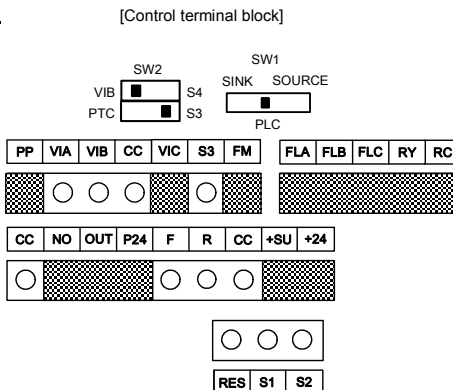 [Control terminal block]
SW2
SW1
VIB S4
SINK SOURCE
PTC S3
PLC
PP VIA VIB CC VIC S3 FM FLA FLB FLC RY RC
CC NO OUT P24 F R CC +SU +24
RES S1 S2